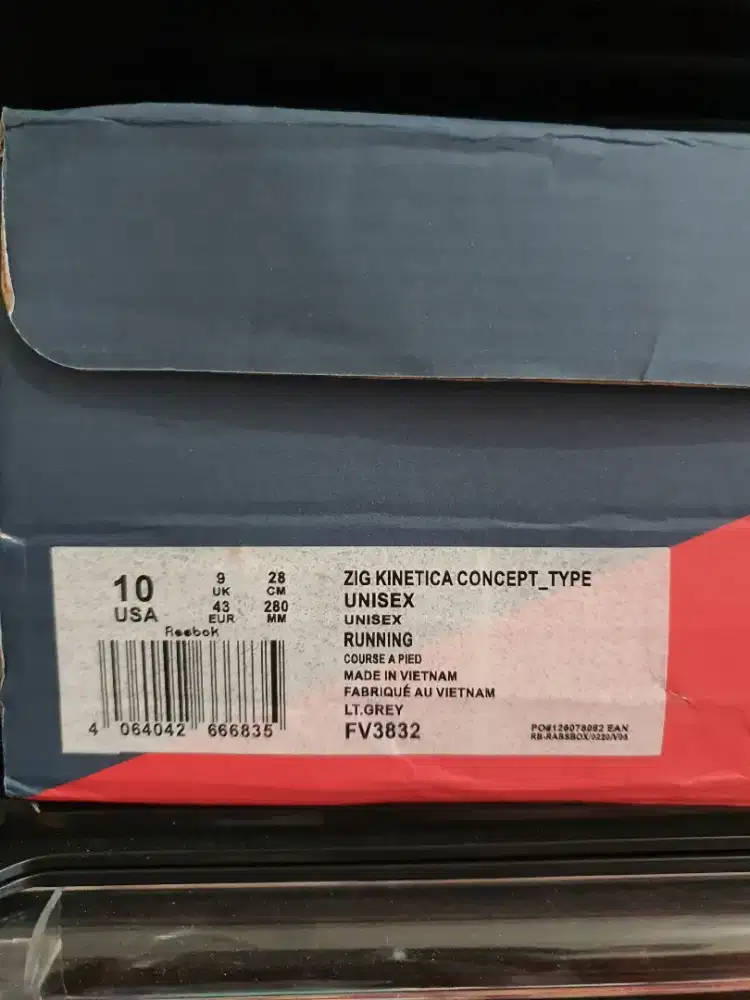 10
USA
9
UK
43
EUR
28
CM
280
MM
Reebok
4 064042 666835
ZIG KINETICA CONCEPT_TYPE
UNISEX
UNISEX
RUNNING
COURSE A PIED
MADE IN VIETNAM
FABRIQUÉ AU VIETNAM
LT.GREY
FV3832
EAN